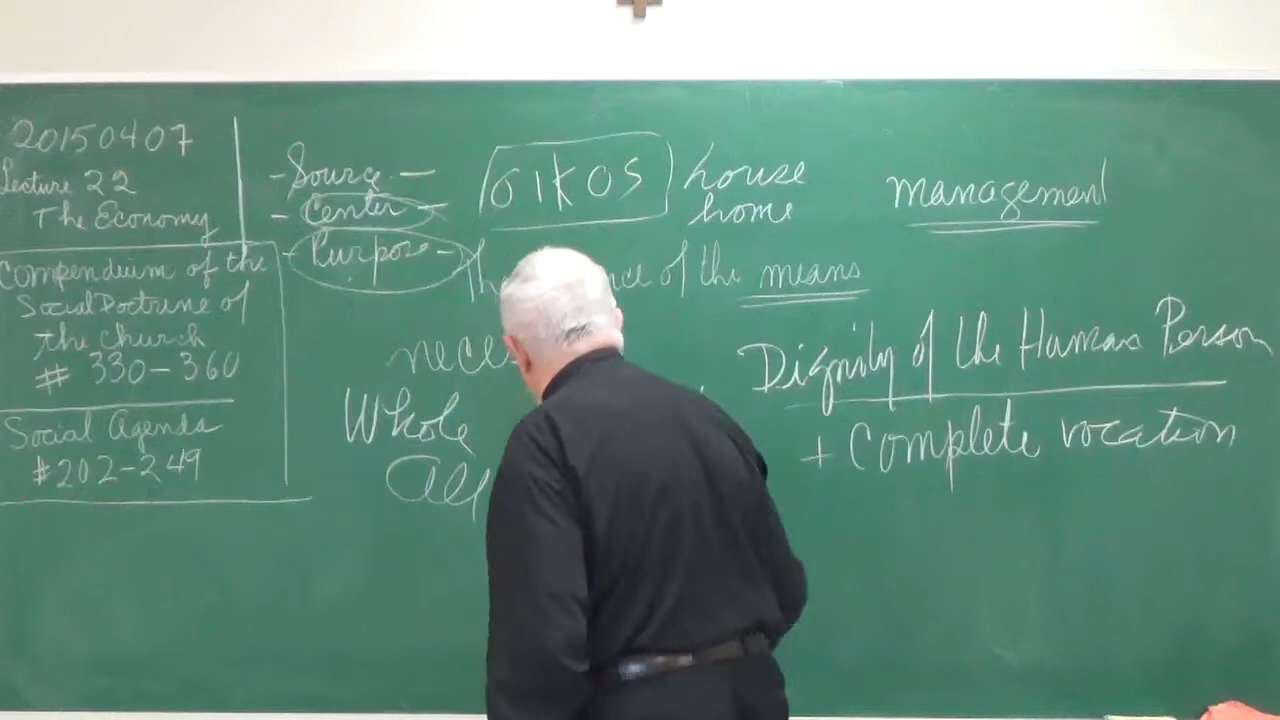 20150407
Lecture 22
The Economy
Compendium of the
Social Doctrine of
the Church
# 330-360
Social Agenda
#202-249
- Source -
- Center -
- Purpose -
OIKOS
house
home
management
of the means
Whole
Dignity of the Human Person
+ Complete vocation